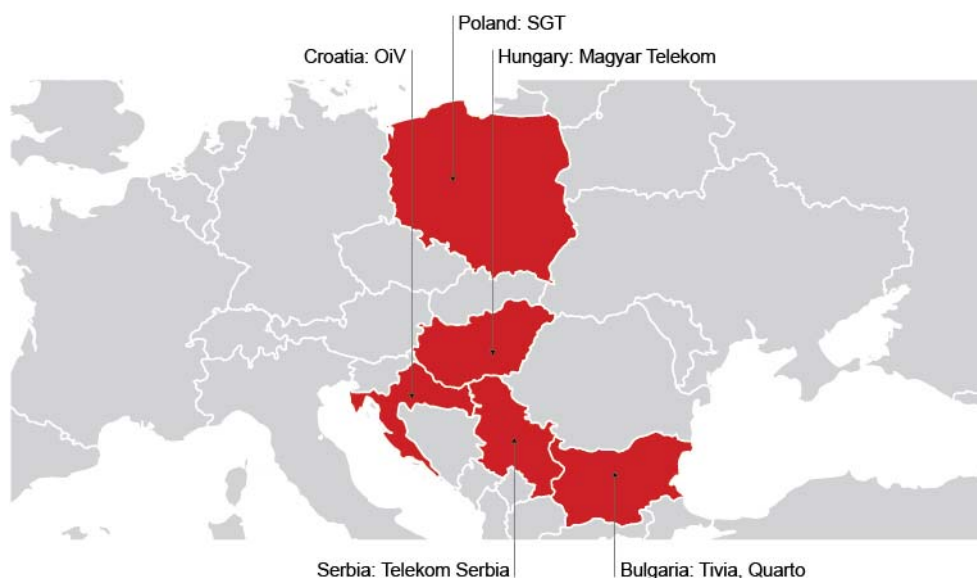 Poland: SGT
Croatia: OiV
Hungary: Magyar Telekom
Serbia: Telekom Serbia
Bulgaria: Tivia, Quarto